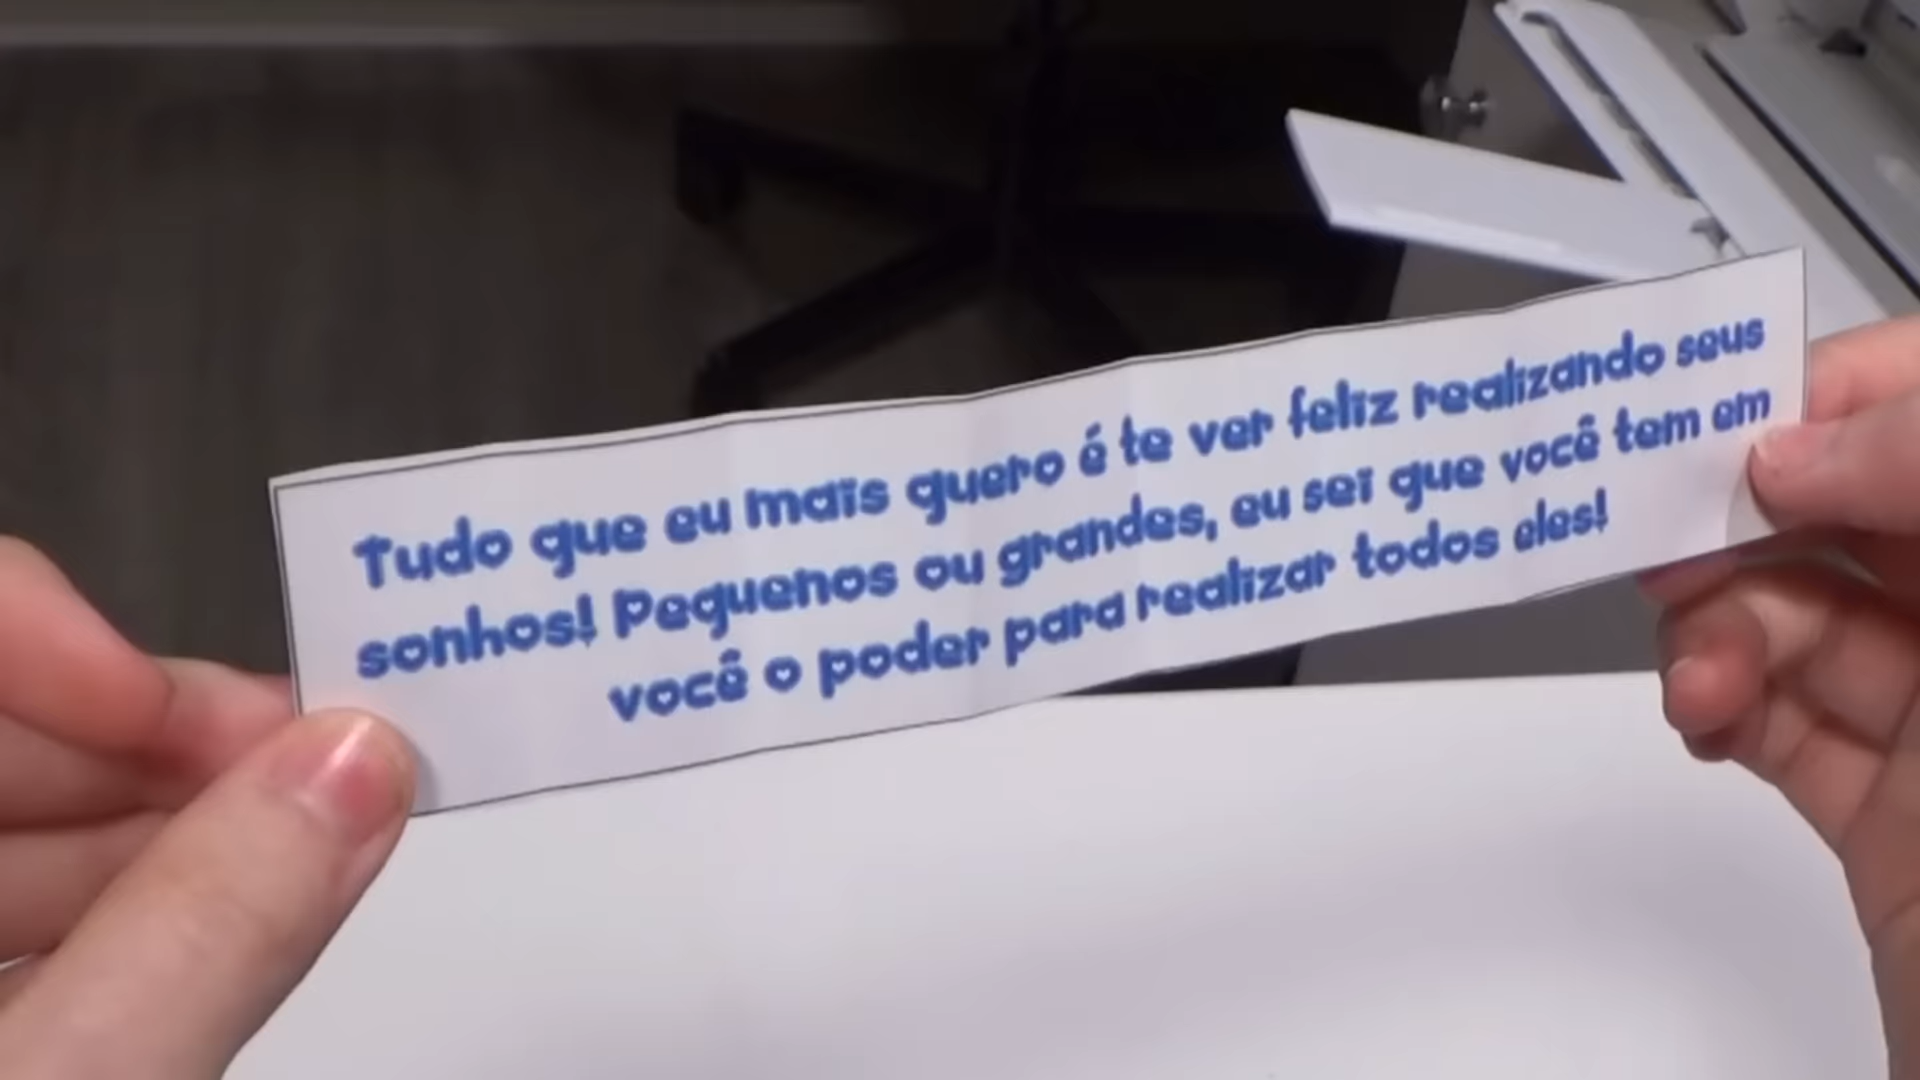 Tudo que eu mais quero é te ver feliz realizando seus
sonhos! Pequenos ou grandes, eu sei que você tem em
você o poder para realizar todos eles!